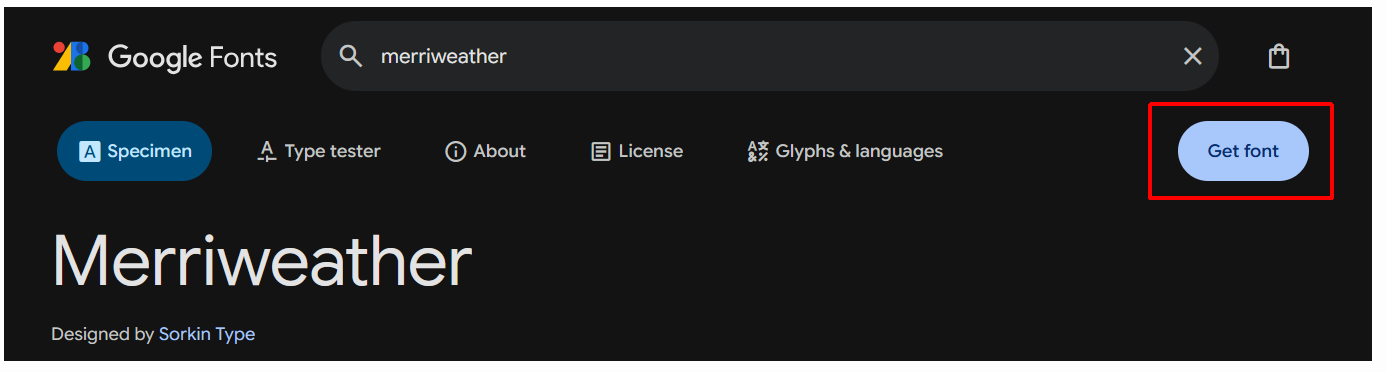 Google Fonts
merriweather
Specimen
Type tester
About
License
Glyphs & languages
Get font
Merriweather
Designed by Sorkin Type